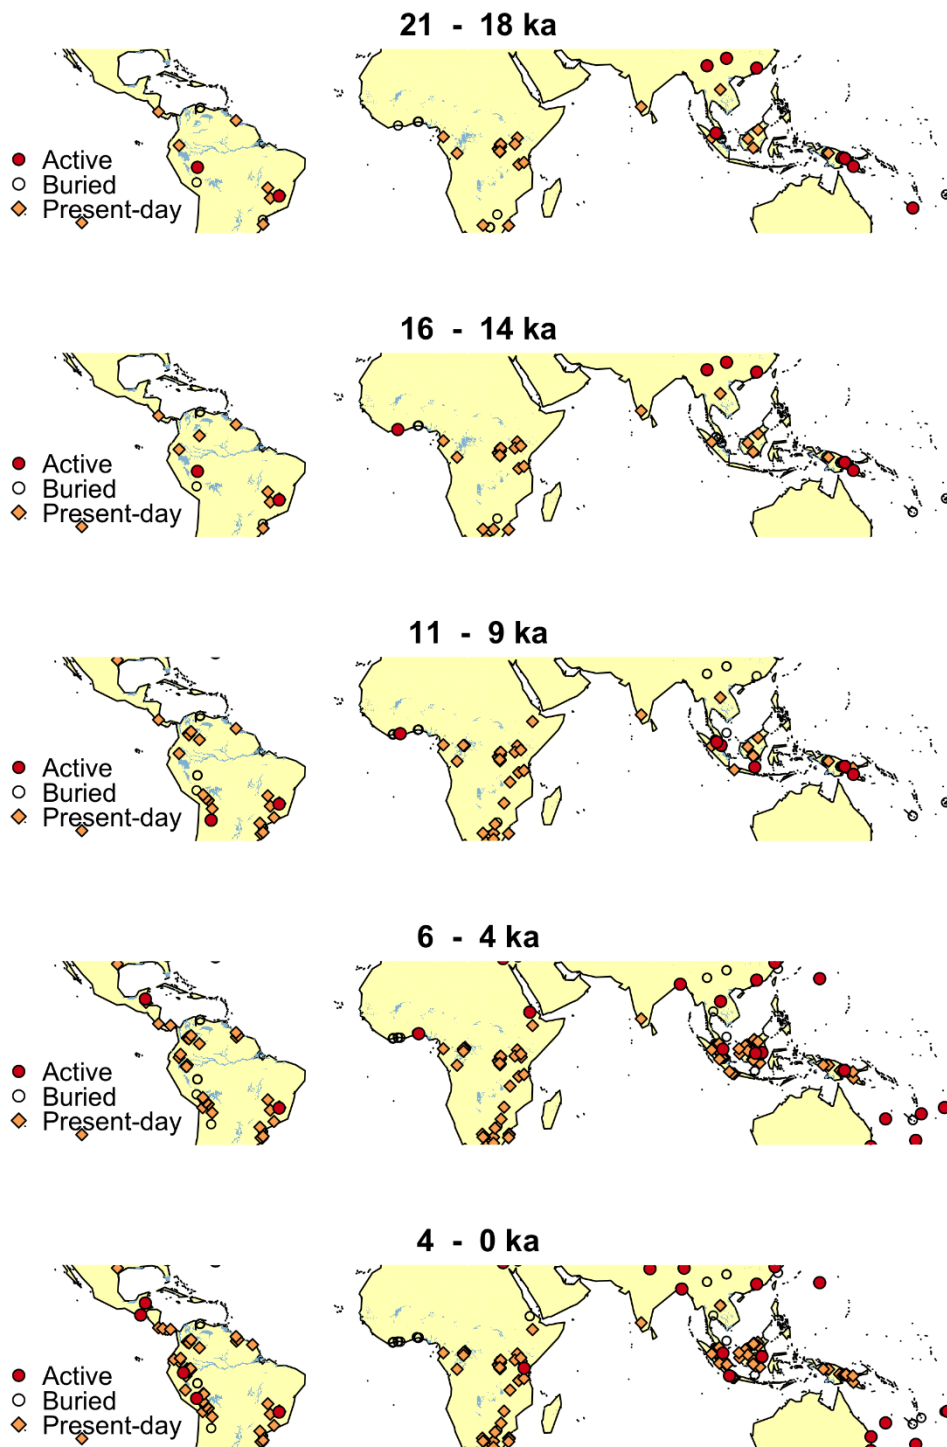 21 - 18 ka
Active
Buried
Present-day
16 - 14 ka
Active
Buried
Present-day
11 - 9 ka
Active
Buried
Present-day
6 - 4 ka
Active
Buried
Present-day
4 - 0 ka
Active
Buried
Present-day